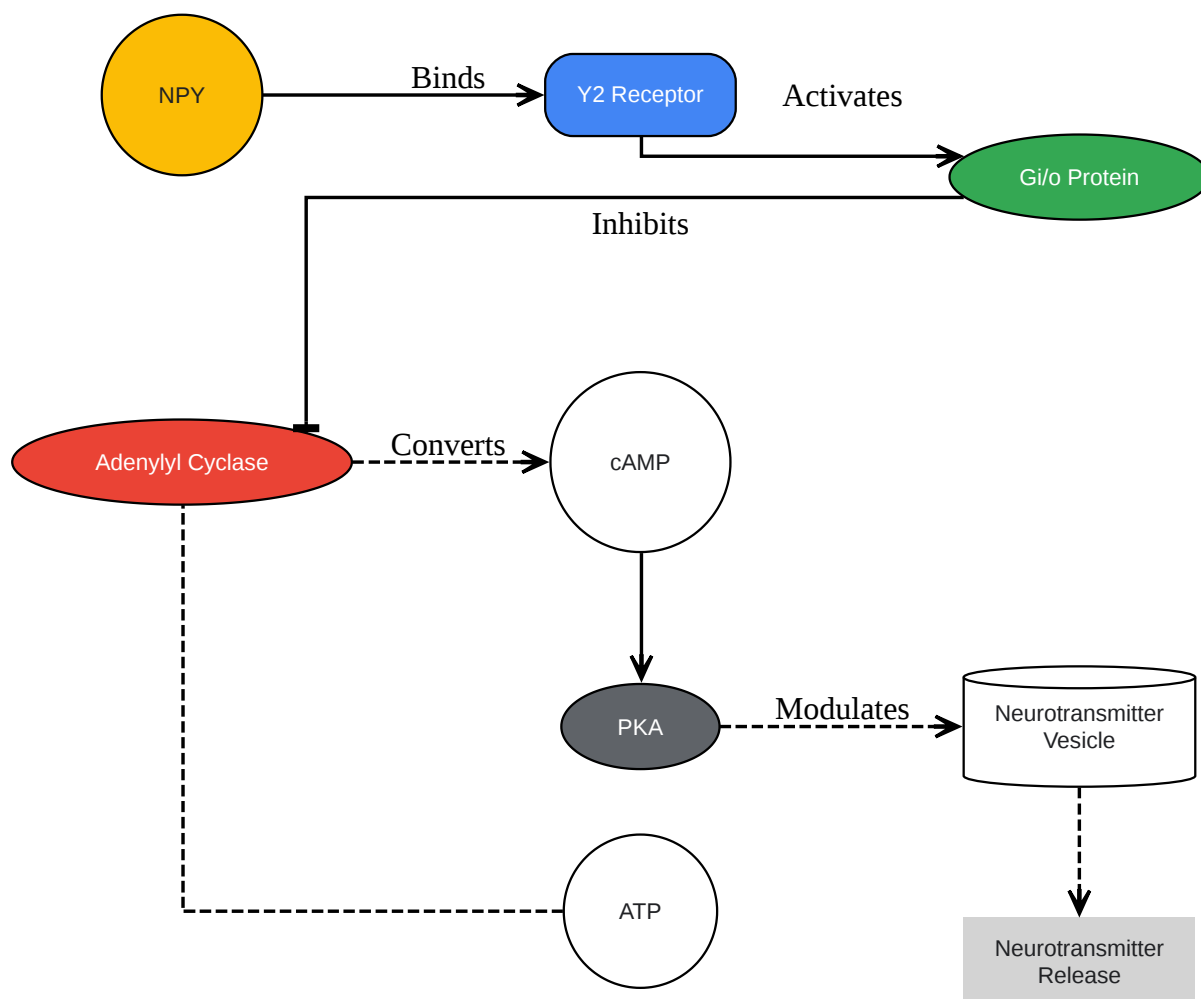 NPY
Binds
Y2 Receptor
Activates
Gi/o Protein
Inhibits
Adenylyl Cyclase
Converts
cAMP
PKA
Modulates
Neurotransmitter
Vesicle
ATP
Neurotransmitter
Release